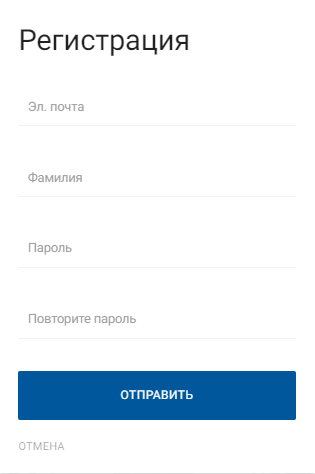 Регистрация
Эл. почта
Фамилия
Пароль
Повторите пароль
ОТПРАВИТЬ
ОТМЕНА